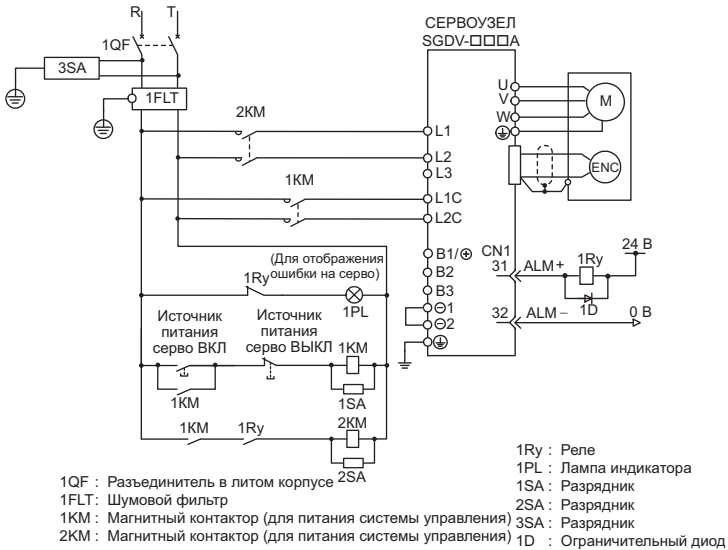 R T
1QF
3SA
1FLT
СЕРВОУЗЕЛ
SGDV-□□□A
U
V
W
M
ENC
2KM
L1
L2
L3
1KM
L1C
L2C
B1/⊕
B2
B3
⊖1
⊖2
CN1
31
ALM+
1Ry
24 В
1D
32
ALM –
0 В
(Для отображения
ошибки на серво)
1Ry
1PL
Источник
питания
серво ВКЛ
Источник
питания
серво ВЫКЛ
1KM
1SA
1KM
1KM
1Ry
2KM
2SA
1QF : Разъединитель в литом корпусе
1FLT: Шумовой фильтр
1KM : Магнитный контактор (для питания системы управления)
2KM : Магнитный контактор (для питания системы управления)
1Ry : Реле
1PL : Лампа индикатора
1SA : Разрядник
2SA : Разрядник
3SA : Разрядник
1D : Ограничительный диод